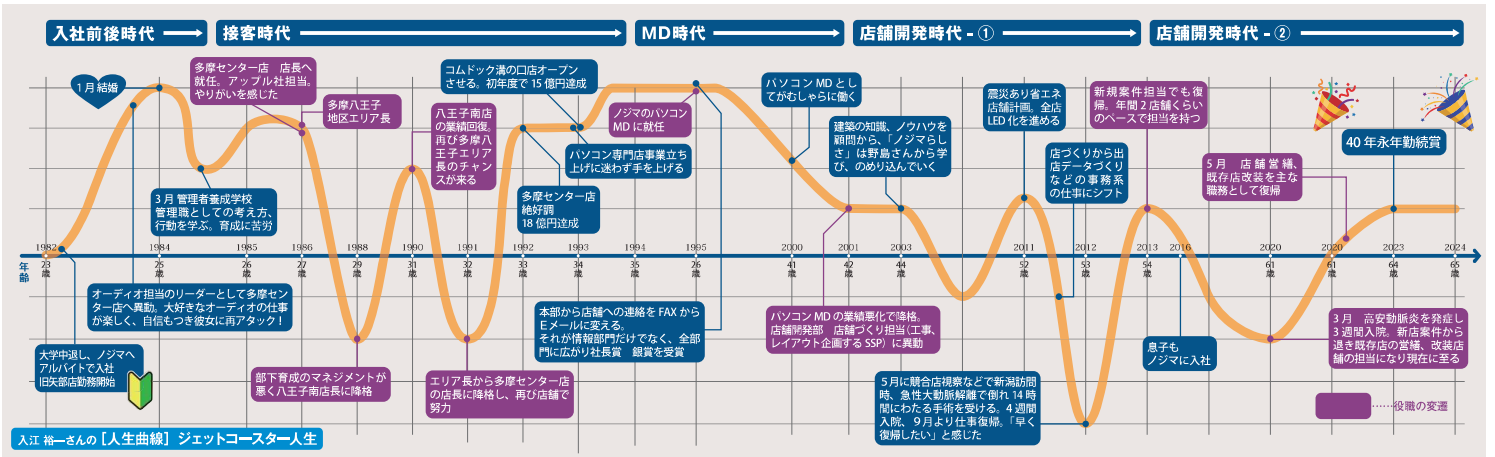 入社前後時代
接客時代
MD時代
店舗開発時代 - ①
店舗開発時代 - ②
1月結婚
多摩センター店　店長へ
就任。アップル社担当。
やりがいを感じた
多摩八王子
地区エリア長
3月管理者養成学校
管理職としての考え方、
行動を学ぶ。育成に苦労
八王子南店
の業績回復。
再び多摩八
王子エリア
長のチャン
スが来る
コムドック溝の口店オープン
させる。初年度で 15 億円達成
パソコン専門店事業立ち
上げに迷わず手を上げる
多摩センター店
絶好調
18 億円達成
ノジマのパソコン
MD に就任
パソコン MD とし
てがむしゃらに働く
建築の知識、ノウハウを
顧問から、「ノジマらし
さ」は野島さんから学
び、のめり込んでいく
震災あり省エネ
店舗計画。全店
LED 化を進める
店づくりから出
店データづくり
などの事務系
の仕事にシフト
新規案件担当でも復
帰。年間 2 店舗くらい
のペースで担当を持つ
5月　店舗営繕、
既存店改装を主な
職務として復帰
40 年永年勤続賞
1982
1984
1985
1986
1988
1990
1991
1992
1993
1994
1995
2000
2001
2003
2011
2012
2013
2016
2020
2020
2023
2024
年齢
23歳
25歳
26歳
27歳
29歳
31歳
32歳
33歳
34歳
35歳
26歳
41歳
42歳
44歳
52歳
53歳
54歳
61歳
61歳
64歳
65歳
オーディオ担当のリーダーとして多摩セン
ター店へ異動。大好きなオーディオの仕事
が楽しく、自信もつき彼女に再アタック！
大学中退し、ノジマへ
アルバイトで入社
旧矢部店勤務開始
部下育成のマネジメントが
悪く八王子南店長に降格
エリア長から多摩センター店
の店長に降格し、再び店舗で
努力
本部から店舗への連絡を FAX から
E メールに変える。
それが情報部門だけでなく、全部
門に広がり社長賞　銀賞を受賞
パソコン MD の業績悪化で降格。
店舗開発部　店舗づくり担当（工事、
レイアウト企画する SSP）に異動
5月に競合店視察などで新潟訪問
時、急性大動脈解離で倒れ 14 時
間にわたる手術を受ける。4 週間
入院、9 月より仕事復帰。「早く
復帰したい」と感じた
息子も
ノジマに入社
3月　高安動脈炎を発症し
3 週間入院。新店案件から
退き既存店の営繕、改装店
舗の担当になり現在に至る
……役職の変遷
入江 裕一さんの［人生曲線］ジェットコースター人生